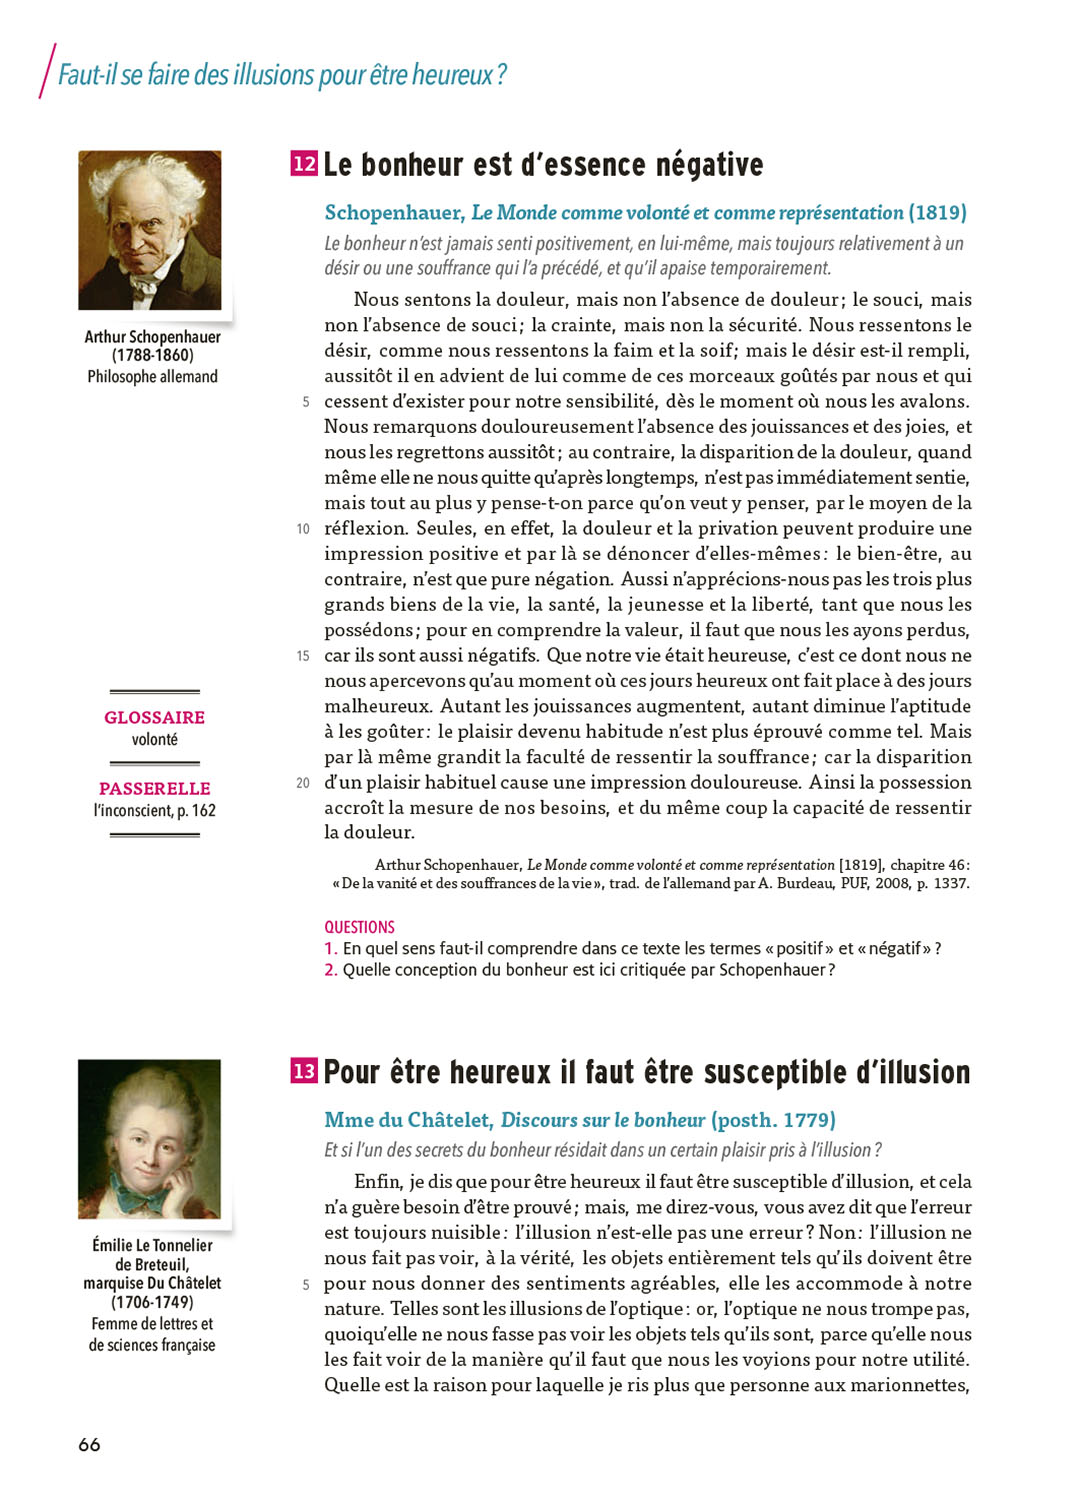 Faut-il se faire des illusions pour être heureux ?
12 Le bonheur est d’essence négative
Schopenhauer, Le Monde comme volonté et comme représentation (1819)
Le bonheur n’est jamais senti positivement, en lui-même, mais toujours relativement à un
désir ou une souffrance qui l’a précédé, et qu’il apaise temporairement.
Arthur Schopenhauer
(1788-1860)
Philosophe allemand
Nous sentons la douleur, mais non l’absence de douleur ; le souci, mais
non l’absence de souci ; la crainte, mais non la sécurité. Nous ressentons le
désir, comme nous ressentons la faim et la soif ; mais le désir est-il rempli,
aussitôt il en advient de lui comme de ces morceaux goûtés par nous et qui
5 cessent d’exister pour notre sensibilité, dès le moment où nous les avalons.
Nous remarquons douloureusement l’absence des jouissances et des joies, et
nous les regrettons aussitôt ; au contraire, la disparition de la douleur, quand
même elle ne nous quitte qu’après longtemps, n’est pas immédiatement sentie,
mais tout au plus y pense-t-on parce qu’on veut y penser, par le moyen de la
10 réflexion. Seules, en effet, la douleur et la privation peuvent produire une
impression positive et par là se dénoncer d’elles-mêmes : le bien-être, au
contraire, n’est que pure négation. Aussi n’apprécions-nous pas les trois plus
grands biens de la vie, la santé, la jeunesse et la liberté, tant que nous les
possédons ; pour en comprendre la valeur, il faut que nous les ayons perdus,
15 car ils sont aussi négatifs. Que notre vie était heureuse, c’est ce dont nous ne
nous apercevons qu’au moment où ces jours heureux ont fait place à des jours
malheureux. Autant les jouissances augmentent, autant diminue l’aptitude
à les goûter : le plaisir devenu habitude n’est plus éprouvé comme tel. Mais
par là même grandit la faculté de ressentir la souffrance ; car la disparition
20 d’un plaisir habituel cause une impression douloureuse. Ainsi la possession
accroît la mesure de nos besoins, et du même coup la capacité de ressentir
la douleur.
GLOSSAIRE
volonté
PASSERELLE
l’inconscient, p. 162
Arthur Schopenhauer, Le Monde comme volonté et comme représentation [1819], chapitre 46 :
« De la vanité et des souffrances de la vie », trad. de l’allemand par A. Burdeau, PUF, 2008, p. 1337.
QUESTIONS
1. En quel sens faut-il comprendre dans ce texte les termes « positif » et « négatif » ?
2. Quelle conception du bonheur est ici critiquée par Schopenhauer ?
13 Pour être heureux il faut être susceptible d’illusion
Mme du Châtelet, Discours sur le bonheur (posth. 1779)
Et si l’un des secrets du bonheur résidait dans un certain plaisir pris à l’illusion ?
Émilie Le Tonnelier
de Breteuil,
marquise Du Châtelet
(1706-1749)
Femme de lettres et
de sciences française
Enfin, je dis que pour être heureux il faut être susceptible d’illusion, et cela
n’a guère besoin d’être prouvé ; mais, me direz-vous, vous avez dit que l’erreur
est toujours nuisible : l’illusion n’est-elle pas une erreur ? Non : l’illusion ne
nous fait pas voir, à la vérité, les objets entièrement tels qu’ils doivent être
5 pour nous donner des sentiments agréables, elle les accommode à notre
nature. Telles sont les illusions de l’optique : or, l’optique ne nous trompe pas,
quoiqu’elle ne nous fasse pas voir les objets tels qu’ils sont, parce qu’elle nous
les fait voir de la manière qu’il faut que nous les voyions pour notre utilité.
Quelle est la raison pour laquelle je ris plus que personne aux marionnettes,
66